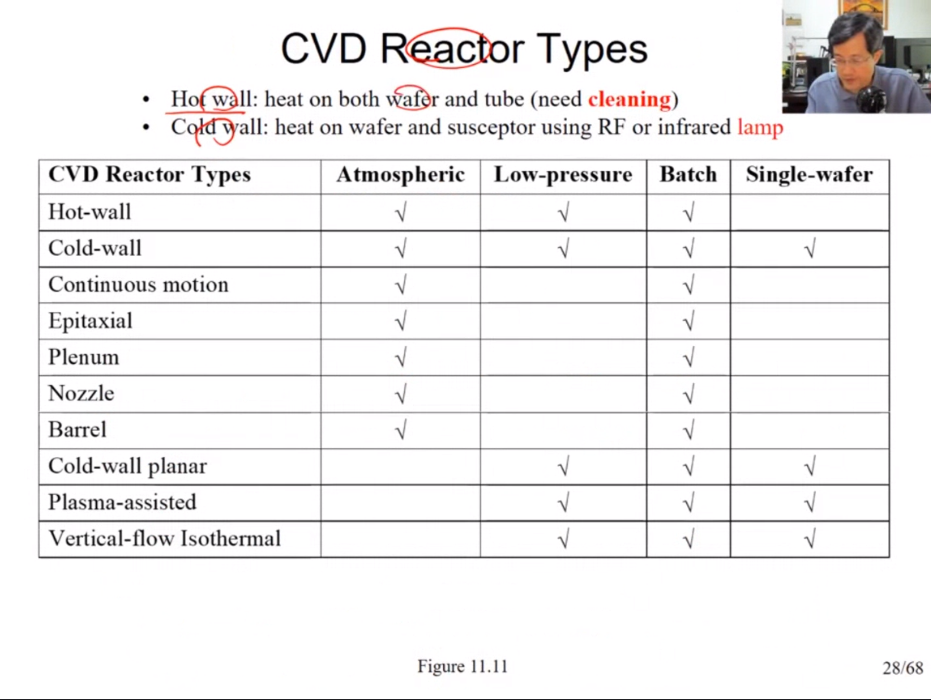 CVD Reactor Types
• Hot wall: heat on both wafer and tube (need cleaning)
• Cold wall: heat on wafer and susceptor using RF or infrared lamp
CVD Reactor Types Atmospheric Low-pressure Batch Single-wafer
Hot-wall √ √ √
Cold-wall √ √ √ √
Continuous motion √ √
Epitaxial √ √
Plenum √ √
Nozzle √ √
Barrel √ √
Cold-wall planar √ √ √
Plasma-assisted √ √ √
Vertical-flow Isothermal √ √ √
Figure 11.11
28/68